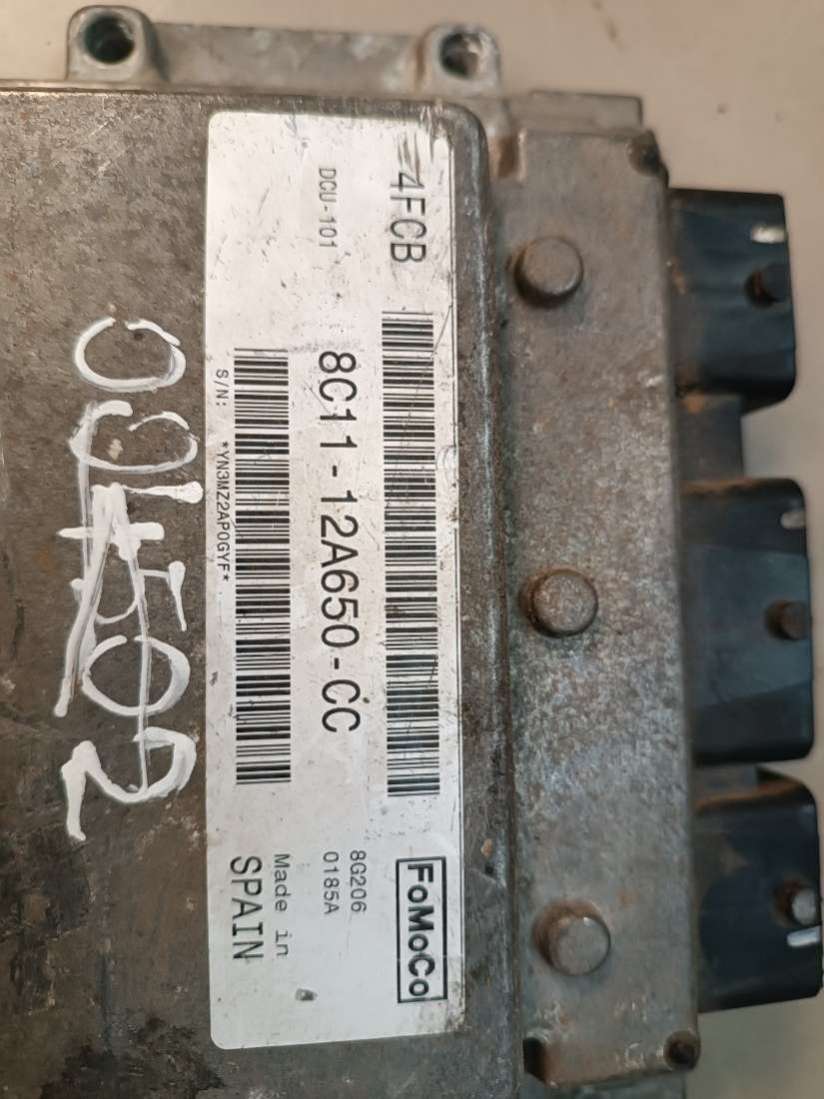 4FCB
FoMoCo
DCU-101
8C11-12A650-CC
8G206
0185A
S/N: *YN3MZ2AP0GYF*
Made in
SPAIN